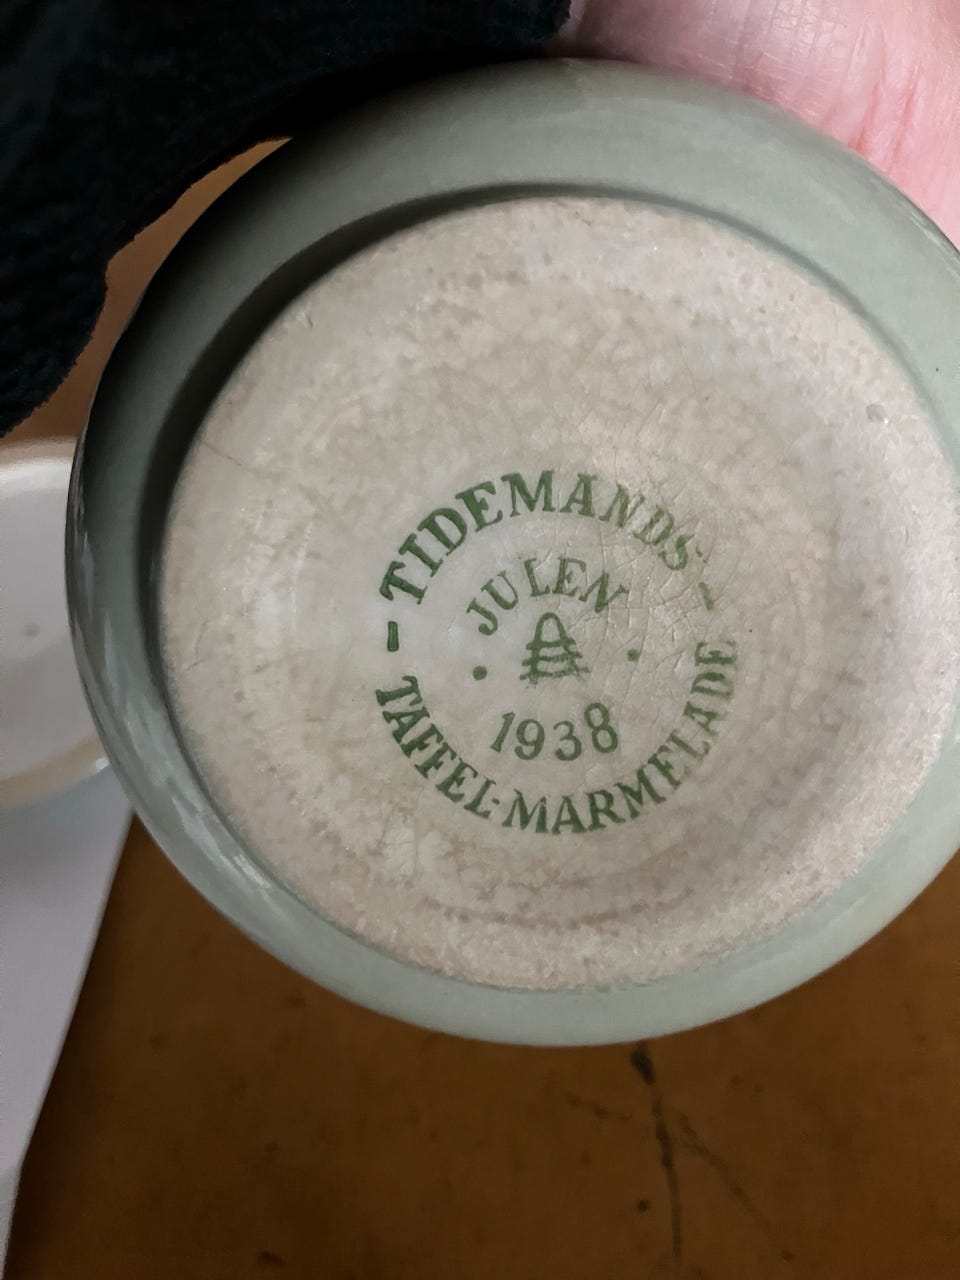 - TIDEMANDS -
JULEN
1938
TAFFEL-MARMELADE